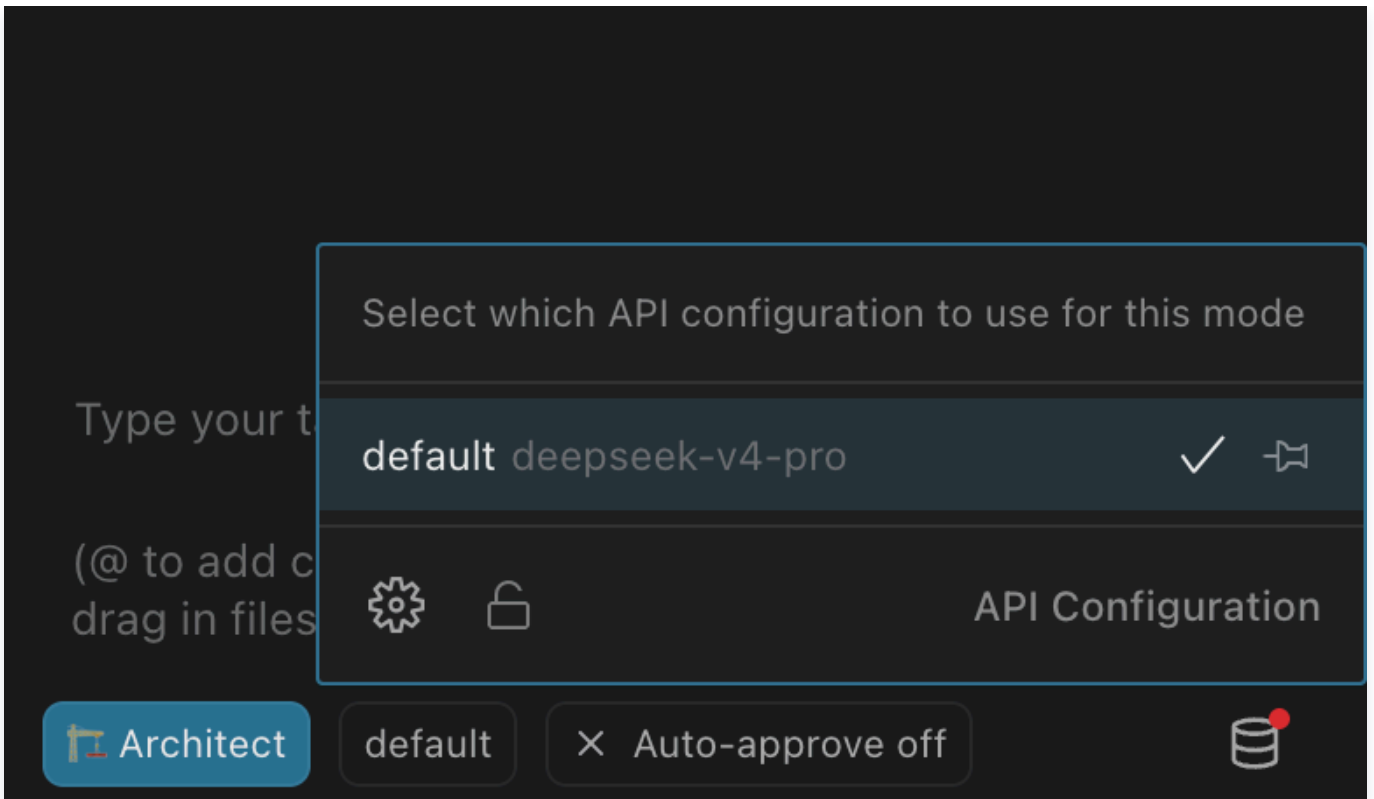 Select which API configuration to use for this mode
Type your t
default deepseek-v4-pro
(@ to add c
drag in files
API Configuration
Architect
default
Auto-approve off